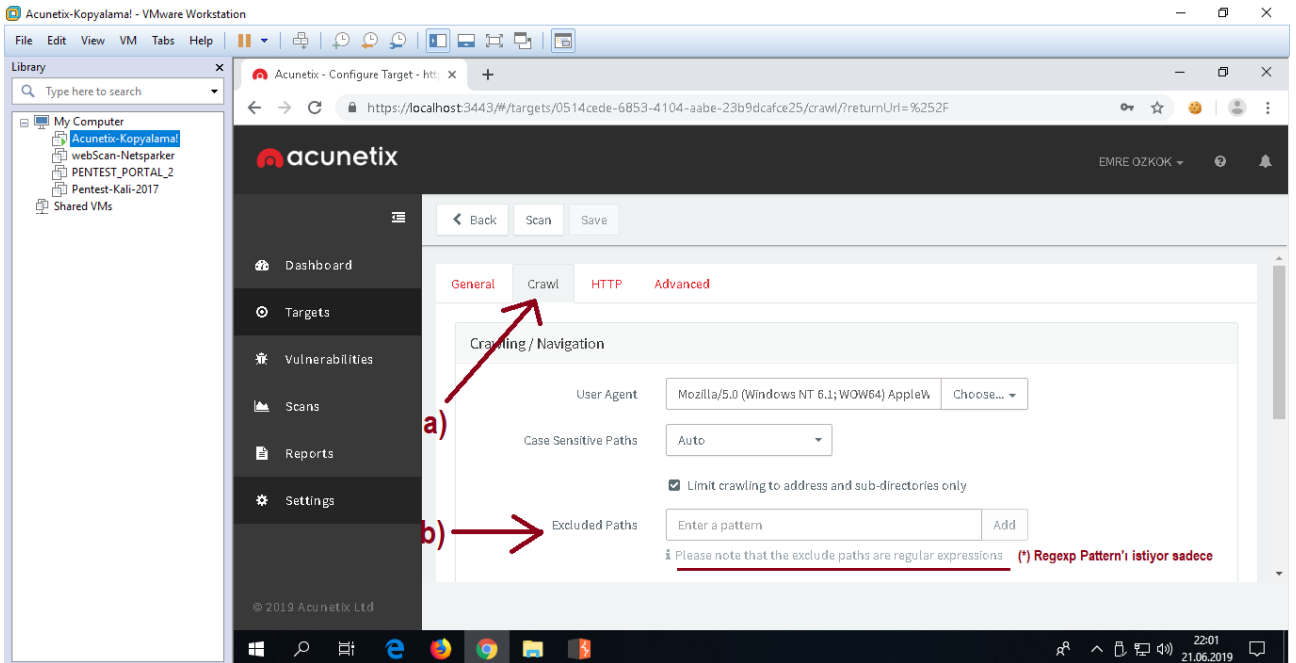 Acunetix-Kopyalama! - VMware Workstation
File Edit View VM Tabs Help
Library
Type here to search
My Computer
Acunetix-Kopyalama!
webScan-Netsparker
PENTEST_PORTAL_2
Pentest-Kali-2017
Shared VMs
Acunetix - Configure Target - htt
https://localhost:3443/#/targets/0514cede-6853-4104-aabe-23b9dcafce25/crawl/?returnUrl=%252F
acunetix
EMRE OZKOK
Back Scan Save
Dashboard
Targets
Vulnerabilities
Scans
Reports
Settings
© 2019 Acunetix Ltd
General Crawl HTTP Advanced
Crawling / Navigation
a)
User Agent Mozilla/5.0 (Windows NT 6.1; WOW64) AppleW Choose...
Case Sensitive Paths Auto
Limit crawling to address and sub-directories only
b)
Excluded Paths Enter a pattern Add
Please note that the exclude paths are regular expressions (*) Regexp Pattern'ı istiyor sadece
22:01
21.06.2019